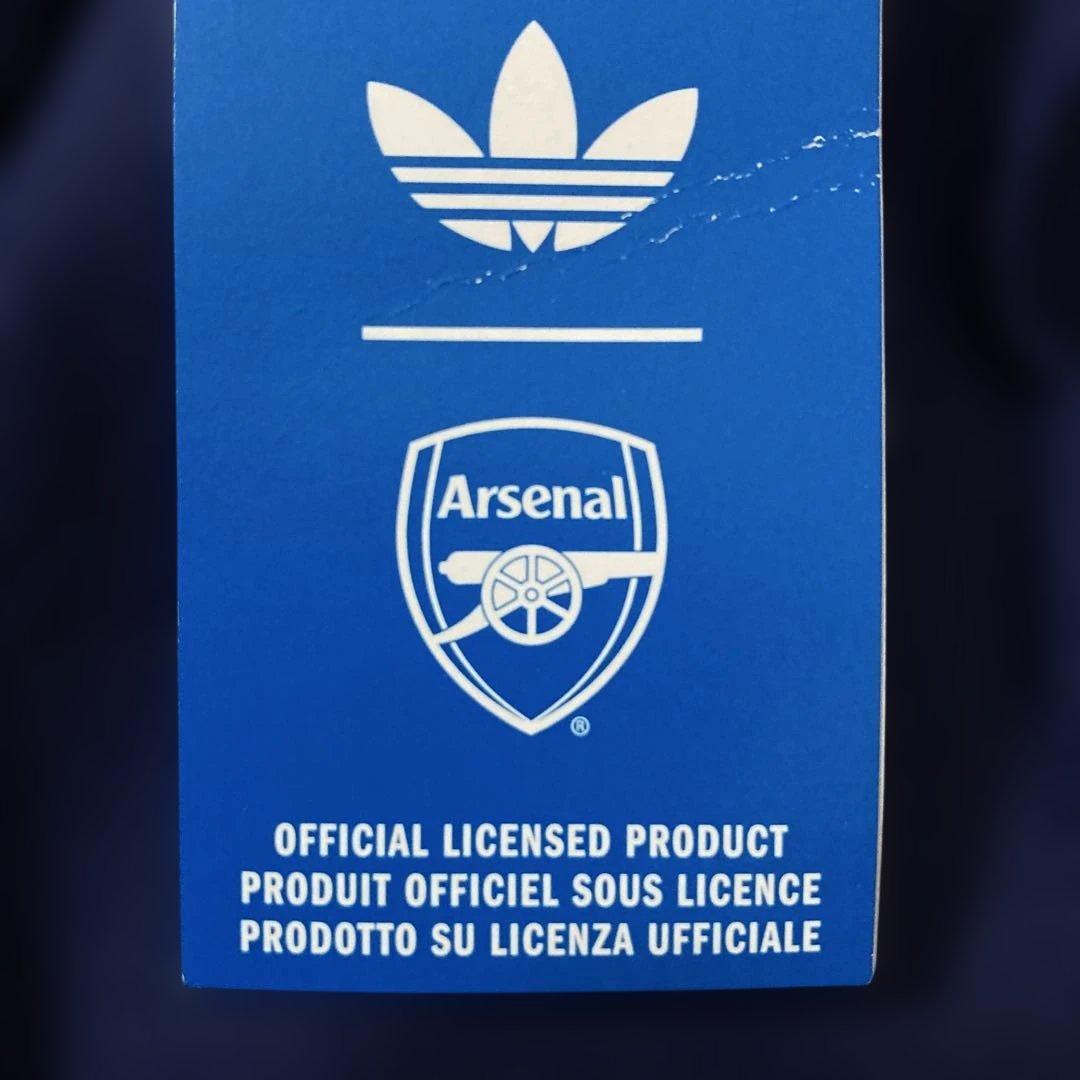 Arsenal
®
OFFICIAL LICENSED PRODUCT
PRODUIT OFFICIEL SOUS LICENCE
PRODOTTO SU LICENZA UFFICIALE